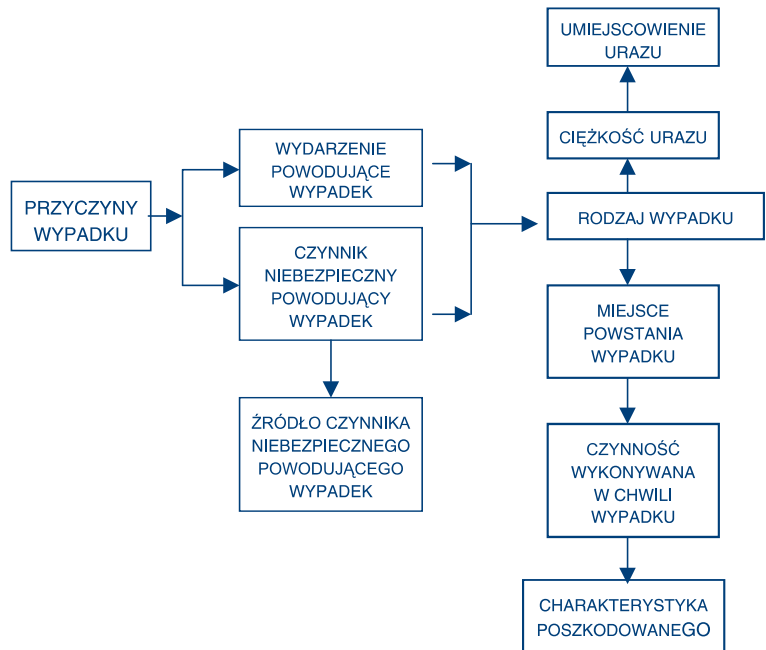 PRZYCZYNY
WYPADKU
WYDARZENIE
POWODUJĄCE
WYPADEK
CZYNNIK
NIEBEZPIECZNY
POWODUJĄCY
WYPADEK
ŹRÓDŁO CZYNNIKA
NIEBEZPIECZNEGO
POWODUJĄCEGO
WYPADEK
UMIEJSCOWIENIE
URAZU
CIĘŻKOŚĆ URAZU
RODZAJ WYPADKU
MIEJSCE
POWSTANIA
WYPADKU
CZYNNOŚĆ
WYKONYWANA
W CHWILI
WYPADKU
CHARAKTERYSTYKA
POSZKODOWANEGO